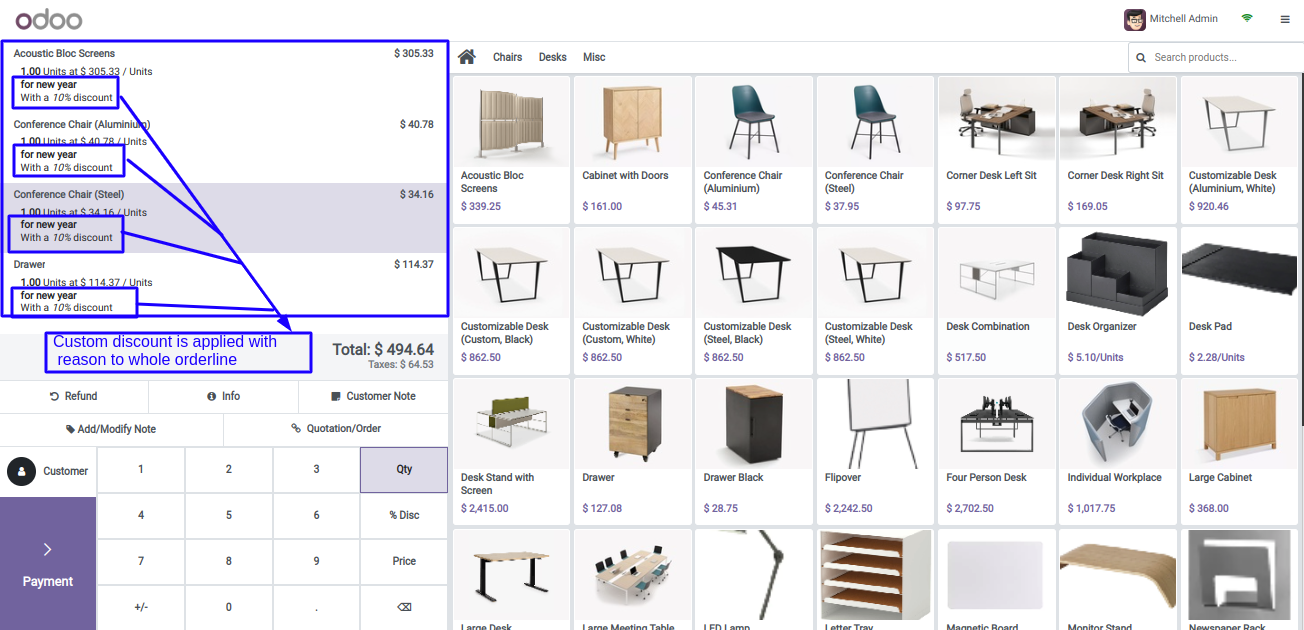 odoo
Mitchell Admin
Acoustic Bloc Screens $ 305.33
1.00 Units at $ 305.33 / Units
for new year
With a 10% discount
Conference Chair (Aluminium) $ 40.78
1.00 Units at $ 40.78 / Units
for new year
With a 10% discount
Conference Chair (Steel) $ 34.16
1.00 Units at $ 34.16 / Units
for new year
With a 10% discount
Drawer $ 114.37
1.00 Units at $ 114.37 / Units
for new year
With a 10% discount
Custom discount is applied with
reason to whole orderline
Total: $ 494.64
Taxes: $ 64.53
Refund Info Customer Note
Add/Modify Note Quotation/Order
Customer 1 2 3 Qty
4 5 6 % Disc
7 8 9 Price
+/- 0 . ⌫
Payment
Chairs Desks Misc
Search products...
Acoustic Bloc
Screens
$ 339.25
Cabinet with Doors
$ 161.00
Conference Chair
(Aluminium)
$ 45.31
Conference Chair
(Steel)
$ 37.95
Corner Desk Left Sit
$ 97.75
Corner Desk Right Sit
$ 169.05
Customizable Desk
(Aluminium, White)
$ 920.46
Customizable Desk
(Custom, Black)
$ 862.50
Customizable Desk
(Custom, White)
$ 862.50
Customizable Desk
(Steel, Black)
$ 862.50
Customizable Desk
(Steel, White)
$ 862.50
Desk Combination
$ 517.50
Desk Organizer
$ 5.10/Units
Desk Pad
$ 2.28/Units
Desk Stand with
Screen
$ 2,415.00
Drawer
$ 127.08
Drawer Black
$ 28.75
Flipover
$ 2,242.50
Four Person Desk
$ 2,702.50
Individual Workplace
$ 1,017.75
Large Cabinet
$ 368.00
Large Desk
Large Meeting Table
LED Lamp
Letter Tray
Magnetic Board
Monitor Stand
Newspaper Rack